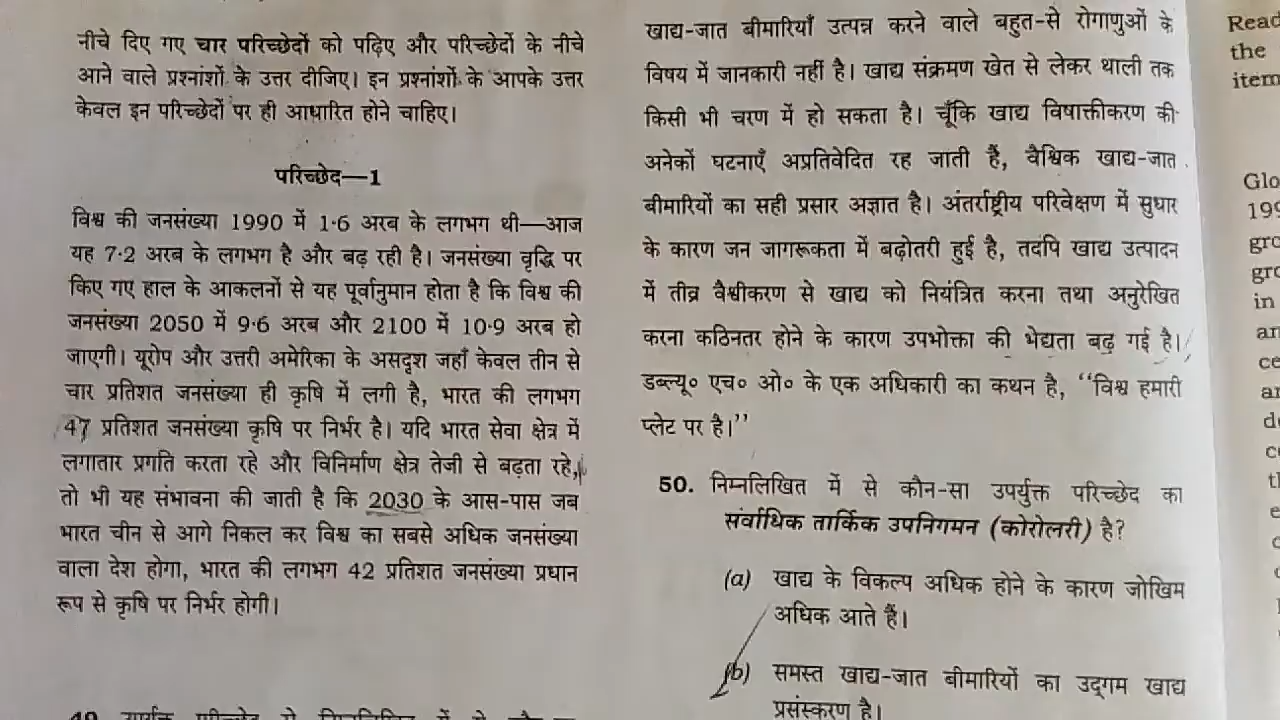 नीचे दिए गए चार परिच्छेदों को पढ़िए और परिच्छेदों के नीचे
आने वाले प्रश्नांशों के उत्तर दीजिए। इन प्रश्नांशों के आपके उत्तर
केवल इन परिच्छेदों पर ही आधारित होने चाहिए।
परिच्छेद—1
विश्व की जनसंख्या 1990 में 1·6 अरब के लगभग थी—आज
यह 7·2 अरब के लगभग है और बढ़ रही है। जनसंख्या वृद्धि पर
किए गए हाल के आकलनों से यह पूर्वानुमान होता है कि विश्व की
जनसंख्या 2050 में 9·6 अरब और 2100 में 10·9 अरब हो
जाएगी। यूरोप और उत्तरी अमेरिका के असदृश जहाँ केवल तीन से
चार प्रतिशत जनसंख्या ही कृषि में लगी है, भारत की लगभग
47 प्रतिशत जनसंख्या कृषि पर निर्भर है। यदि भारत सेवा क्षेत्र में
लगातार प्रगति करता रहे और विनिर्माण क्षेत्र तेजी से बढ़ता रहे,
तो भी यह संभावना की जाती है कि 2030 के आस-पास जब
भारत चीन से आगे निकल कर विश्व का सबसे अधिक जनसंख्या
वाला देश होगा, भारत की लगभग 42 प्रतिशत जनसंख्या प्रधान
रूप से कृषि पर निर्भर होगी।
खाद्य-जात बीमारियाँ उत्पन्न करने वाले बहुत-से रोगाणुओं के
विषय में जानकारी नहीं है। खाद्य संक्रमण खेत से लेकर थाली तक
किसी भी चरण में हो सकता है। चूँकि खाद्य विषाक्तीकरण की
अनेकों घटनाएँ अप्रतिवेदित रह जाती हैं, वैश्विक खाद्य-जात
बीमारियों का सही प्रसार अज्ञात है। अंतर्राष्ट्रीय परिवेक्षण में सुधार
के कारण जन जागरूकता में बढ़ोतरी हुई है, तदपि खाद्य उत्पादन
में तीव्र वैश्वीकरण से खाद्य को नियंत्रित करना तथा अनुरेखित
करना कठिनतर होने के कारण उपभोक्ता की भेद्यता बढ़ गई है।
डब्ल्यू० एच० ओ० के एक अधिकारी का कथन है, “विश्व हमारी
प्लेट पर है।”
50. निम्नलिखित में से कौन-सा उपर्युक्त परिच्छेद का
सर्वाधिक तार्किक उपनिगमन (कोरोलरी) है?
(a) खाद्य के विकल्प अधिक होने के कारण जोखिम
अधिक आते हैं।
(b) समस्त खाद्य-जात बीमारियों का उद्गम खाद्य
प्रसंस्करण है।
Read
the
item
Glo